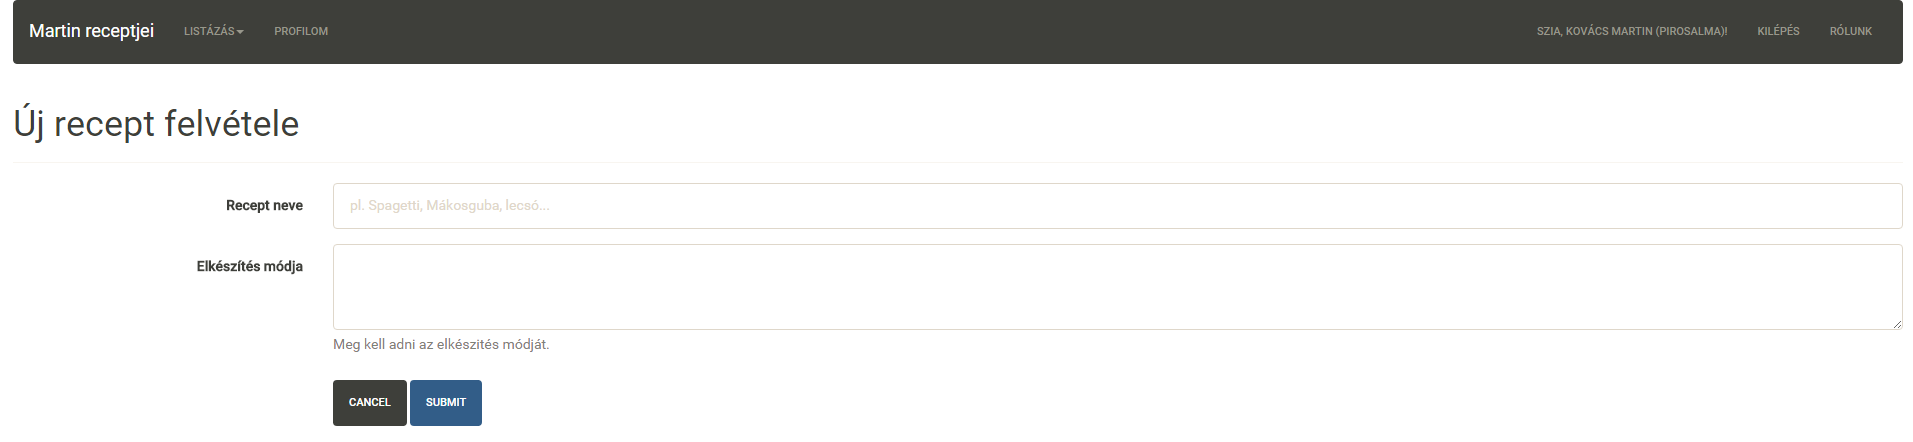 Martin receptjei LISTÁZÁS PROFILOM SZIA, KOVÁCS MARTIN (PIROSALMA)! KILÉPÉS RÓLUNK
Új recept felvétele
Recept neve pl. Spagetti, Mákosguba, lecsó...
Elkészítés módja
Meg kell adni az elkészités módját.
CANCEL SUBMIT